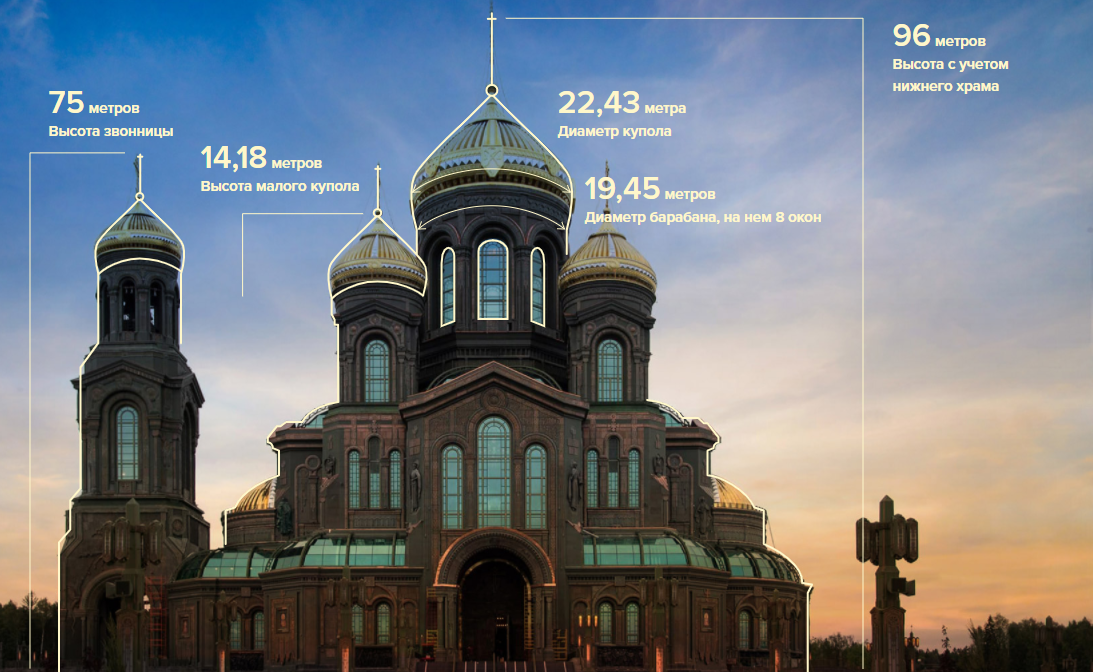 96 метров
Высота с учетом
нижнего храма
75 метров
Высота звонницы
22,43 метра
Диаметр купола
14,18 метров
Высота малого купола
19,45 метров
Диаметр барабана, на нем 8 окон